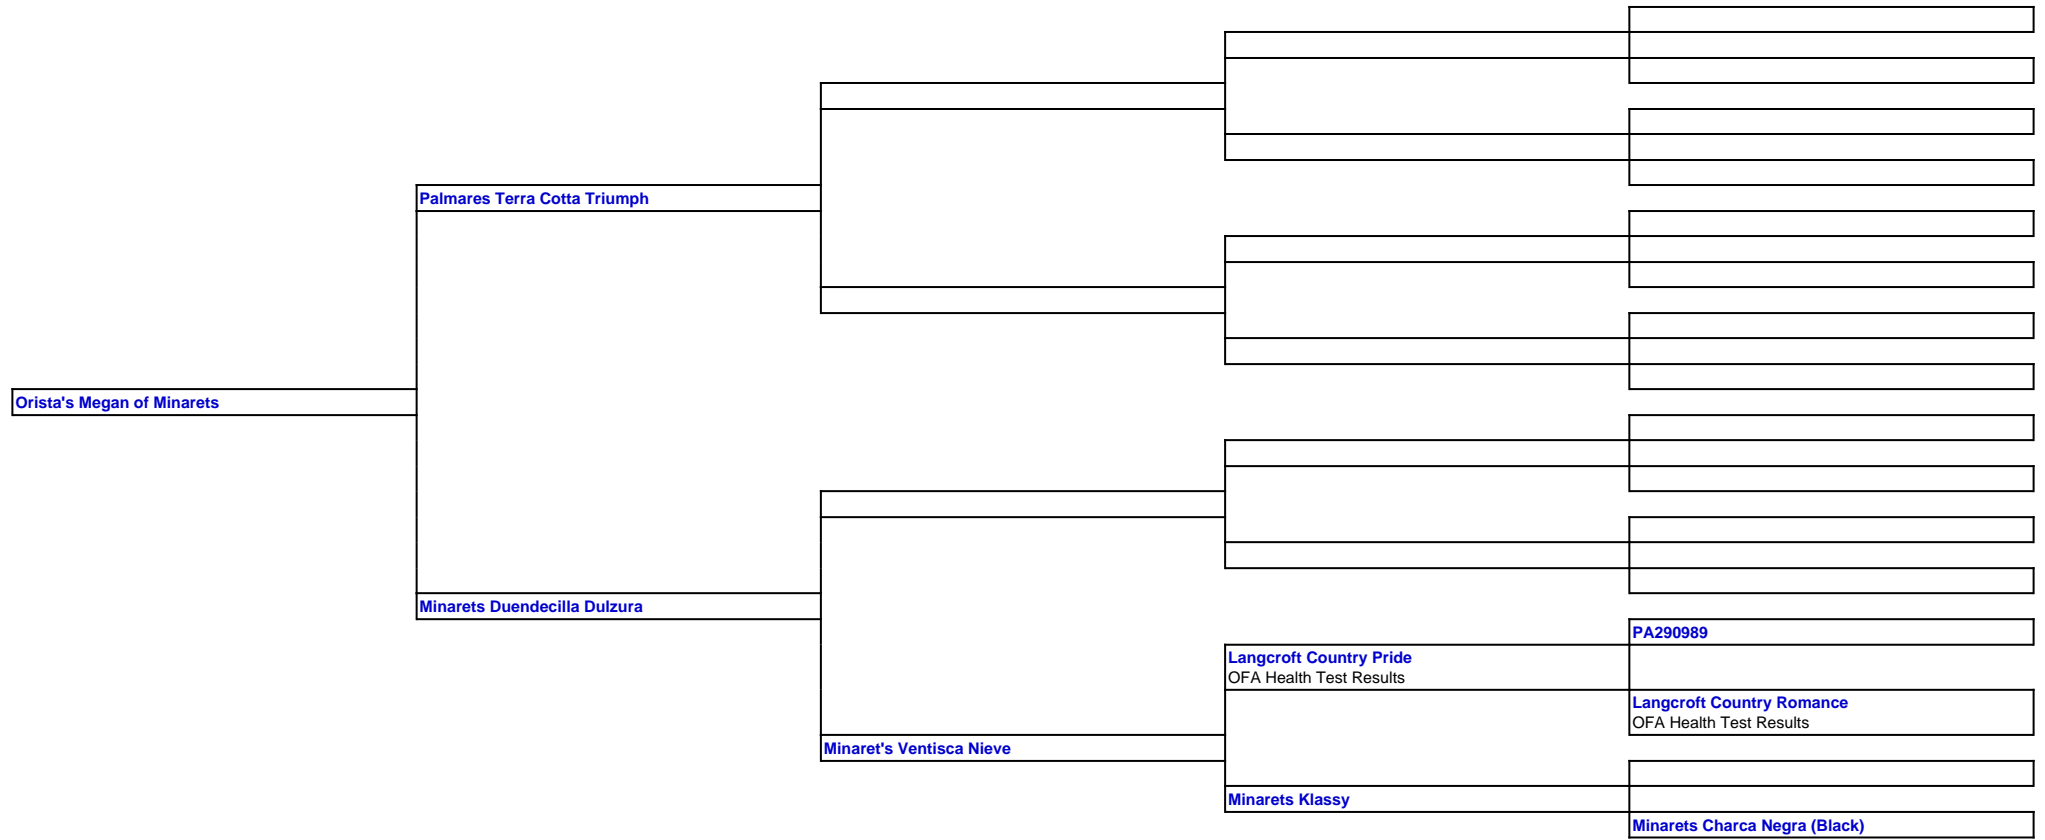 Palmares Terra Cotta Triumph
Orista's Megan of Minarets
Minarets Duendecilla Dulzura
PA290989
Langcroft Country Pride
OFA Health Test Results
Langcroft Country Romance
OFA Health Test Results
Minaret's Ventisca Nieve
Minarets Klassy
Minarets Charca Negra (Black)